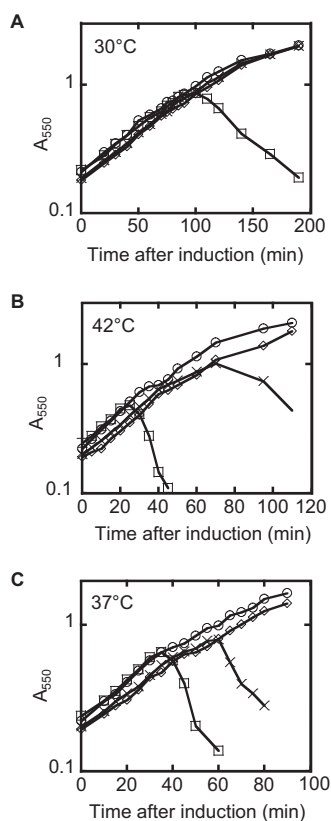 A
30°C
1
0.1
A550
0 50 100 150 200
Time after induction (min)
B
42°C
1
0.1
A550
0 20 40 60 80 100 120
Time after induction (min)
C
37°C
1
0.1
A550
0 20 40 60 80 100
Time after induction (min)